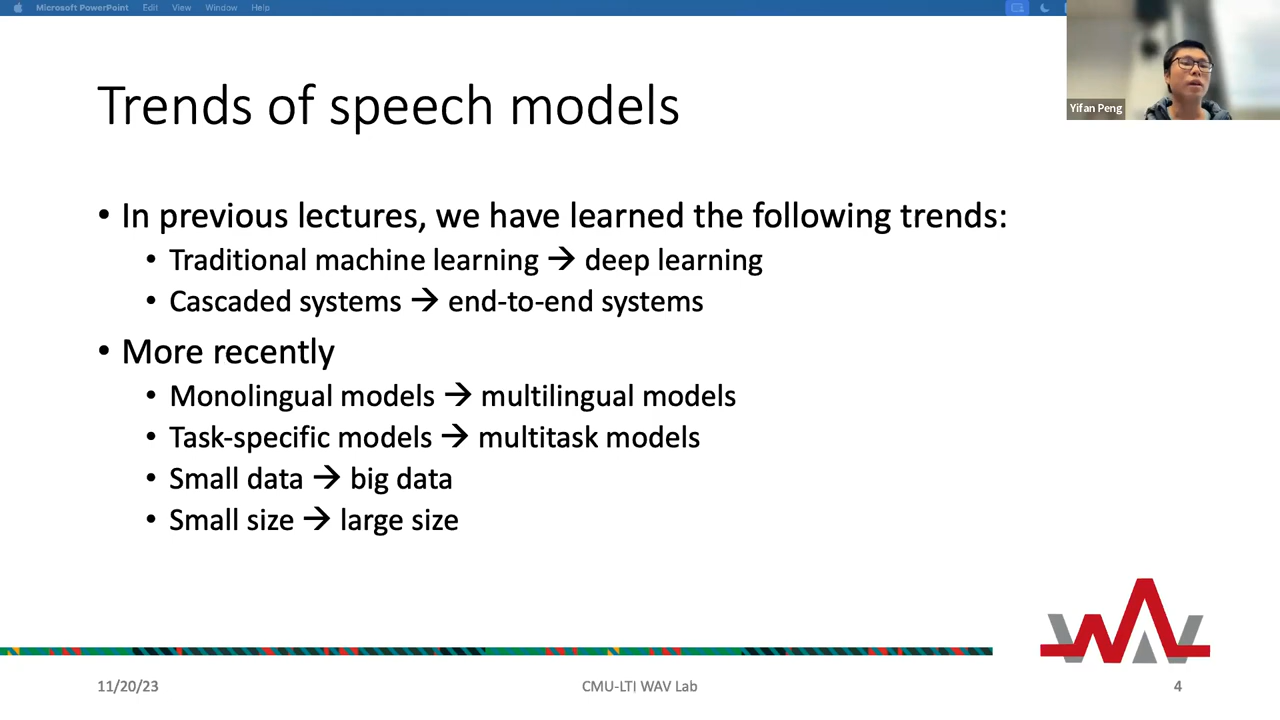 Microsoft PowerPoint Edit View Window Help
Yifan Peng
Trends of speech models
• In previous lectures, we have learned the following trends:
• Traditional machine learning → deep learning
• Cascaded systems → end-to-end systems
• More recently
• Monolingual models → multilingual models
• Task-specific models → multitask models
• Small data → big data
• Small size → large size
WAV
11/20/23 CMU-LTI WAV Lab 4